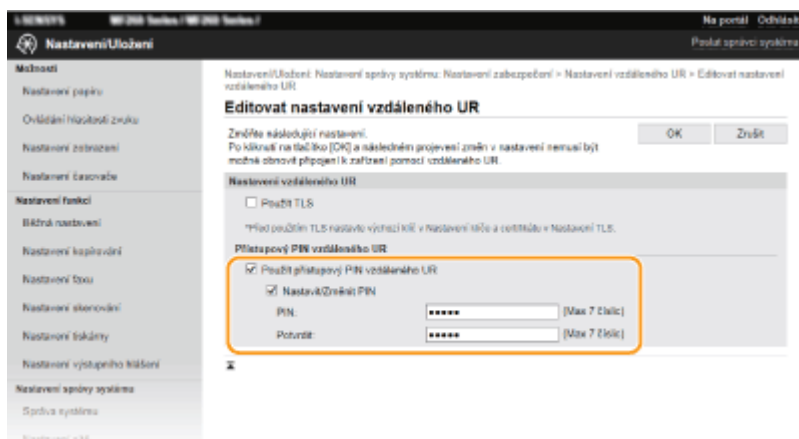 i-SENSYS MF260 Series / MF260 Series /
Na portál Odhlásit
Nastavení/Uložení
Poslat správci systému
Možnosti
Nastavení papíru
Ovládání hlasitosti zvuku
Nastavení zobrazení
Nastavení časovače
Nastavení funkcí
Běžná nastavení
Nastavení kopírování
Nastavení faxu
Nastavení skenování
Nastavení tiskárny
Nastavení výstupního hlášení
Nastavení správy systému
Správa systému
Nastavení/Uložení: Nastavení správy systému: Nastavení zabezpečení > Nastavení vzdáleného UR > Editovat nastavení
vzdáleného UR
Editovat nastavení vzdáleného UR
Změňte následující nastavení.
Po kliknutí na tlačítko [OK] a následném projevení změn v nastavení nemusí být
možné obnovit připojení k zařízení pomocí vzdáleného UR.
OK Zrušit
Nastavení vzdáleného UR
Použít TLS
*Před použitím TLS nastavte výchozí klíč v Nastavení klíče a certifikátu v Nastavení TLS.
Přístupový PIN vzdáleného UR
Použít přístupový PIN vzdáleného UR
Nastavit/Změnit PIN
PIN: ••••• (Max 7 číslic)
Potvrdit: ••••• (Max 7 číslic)